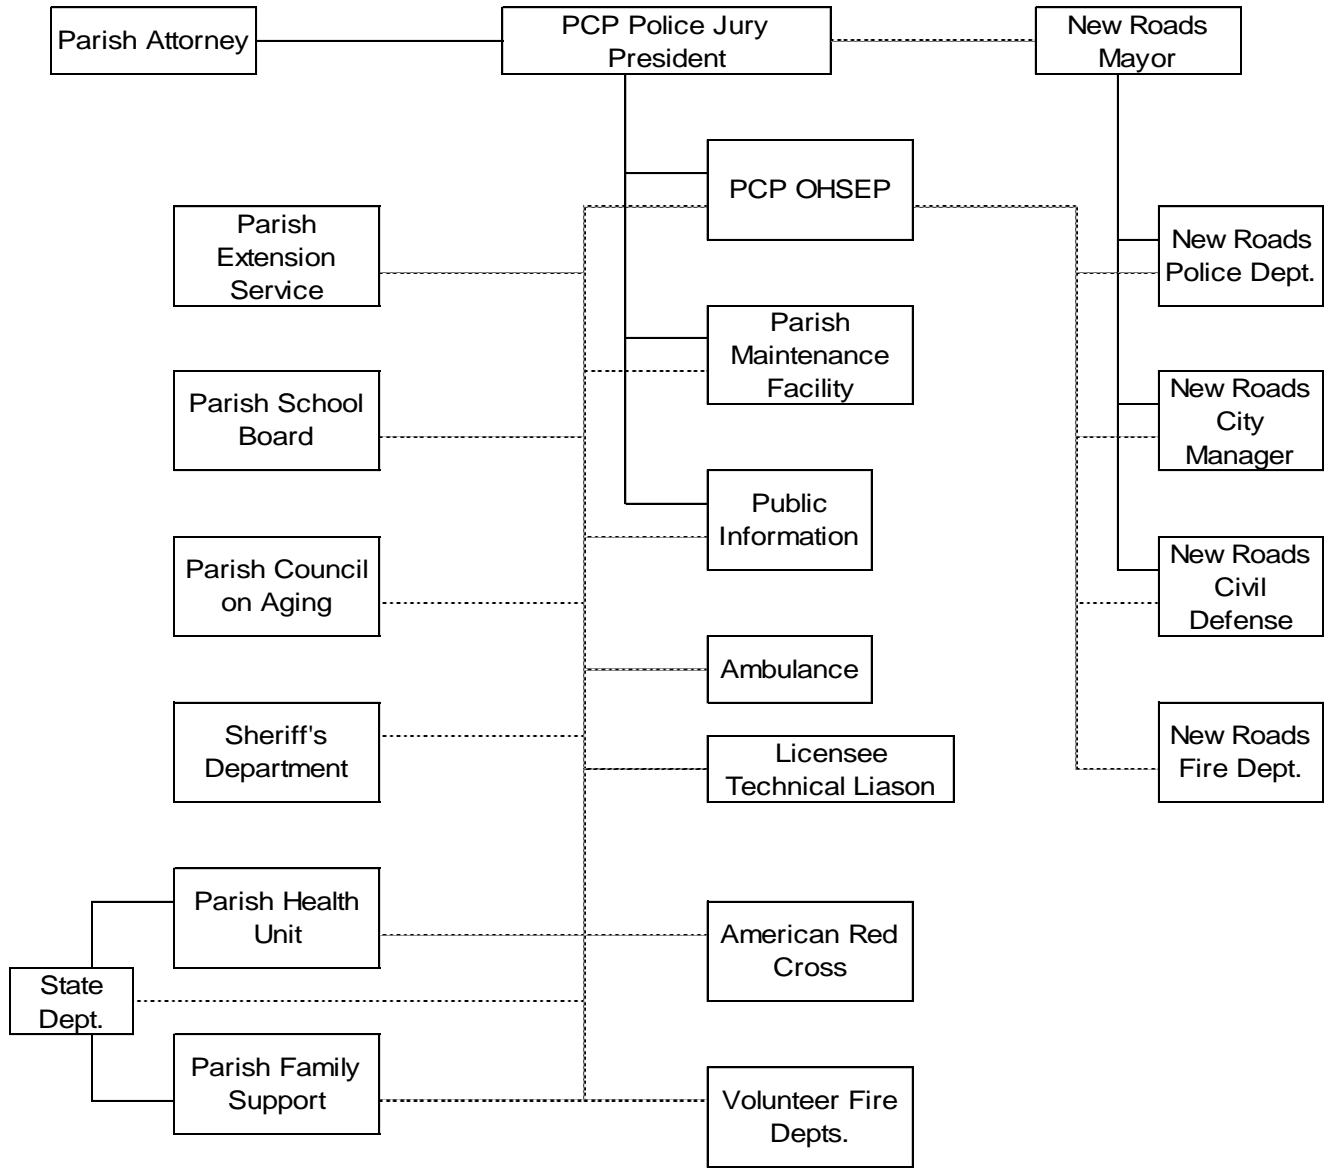 Parish Attorney
PCP Police Jury
President
New Roads
Mayor
PCP OHSEP
Parish
Extension
Service
New Roads
Police Dept.
Parish
Maintenance
Facility
Parish School
Board
New Roads
City
Manager
Public
Information
Parish Council
on Aging
New Roads
Civil
Defense
Ambulance
Sheriff's
Department
Licensee
Technical Liason
New Roads
Fire Dept.
Parish Health
Unit
American Red
Cross
State
Dept.
Parish Family
Support
Volunteer Fire
Depts.